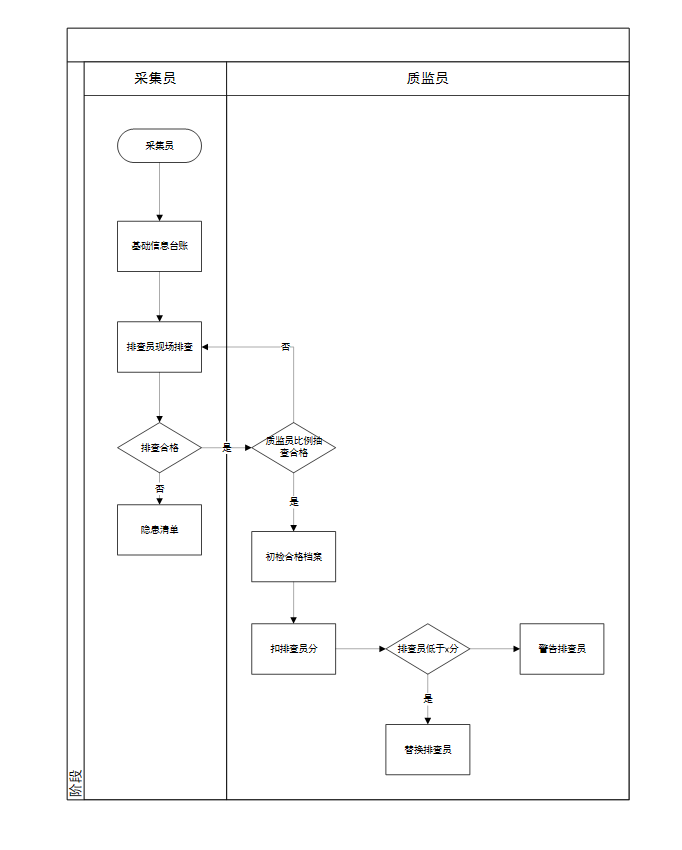 采集员
质监员
采集员
基础信息台账
排查员现场排查
否
排查合格
是
质监员比例抽
查合格
否
是
隐患清单
初检合格档案
扣排查员分
排查员低于x分
警告排查员
是
替换排查员
阶段